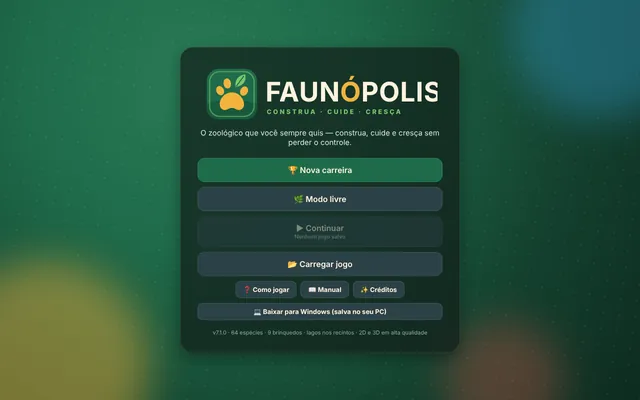 FAUNÓPOLIS
CONSTRUA · CUIDE · CRESÇA
O zoológico que você sempre quis — construa, cuide e cresça sem
perder o controle.
🏆 Nova carreira
🌿 Modo livre
▶ Continuar
Nenhum jogo salvo
📂 Carregar jogo
❓ Como jogar
📖 Manual
✨ Créditos
💻 Baixar para Windows (salva no seu PC)
v7.1.0 · 64 espécies · 9 brinquedos · lagos nos recintos · 2D e 3D em alta qualidade